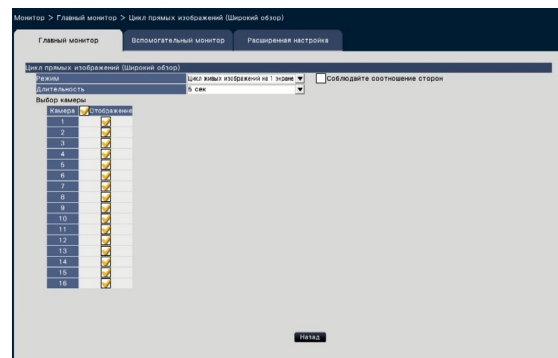 Монитор > Главный монитор > Цикл прямых изображений (Широкий обзор)
Главный монитор Вспомогательный монитор Расширенная настройка
Цикл прямых изображений (Широкий обзор)
Режим Цикл живых изображений на 1 экране Соблюдайте соотношение сторон
Длительность 5 сек
Выбор камеры
Камера Отображение
1
2
3
4
5
6
7
8
9
10
11
12
13
14
15
16
Назад